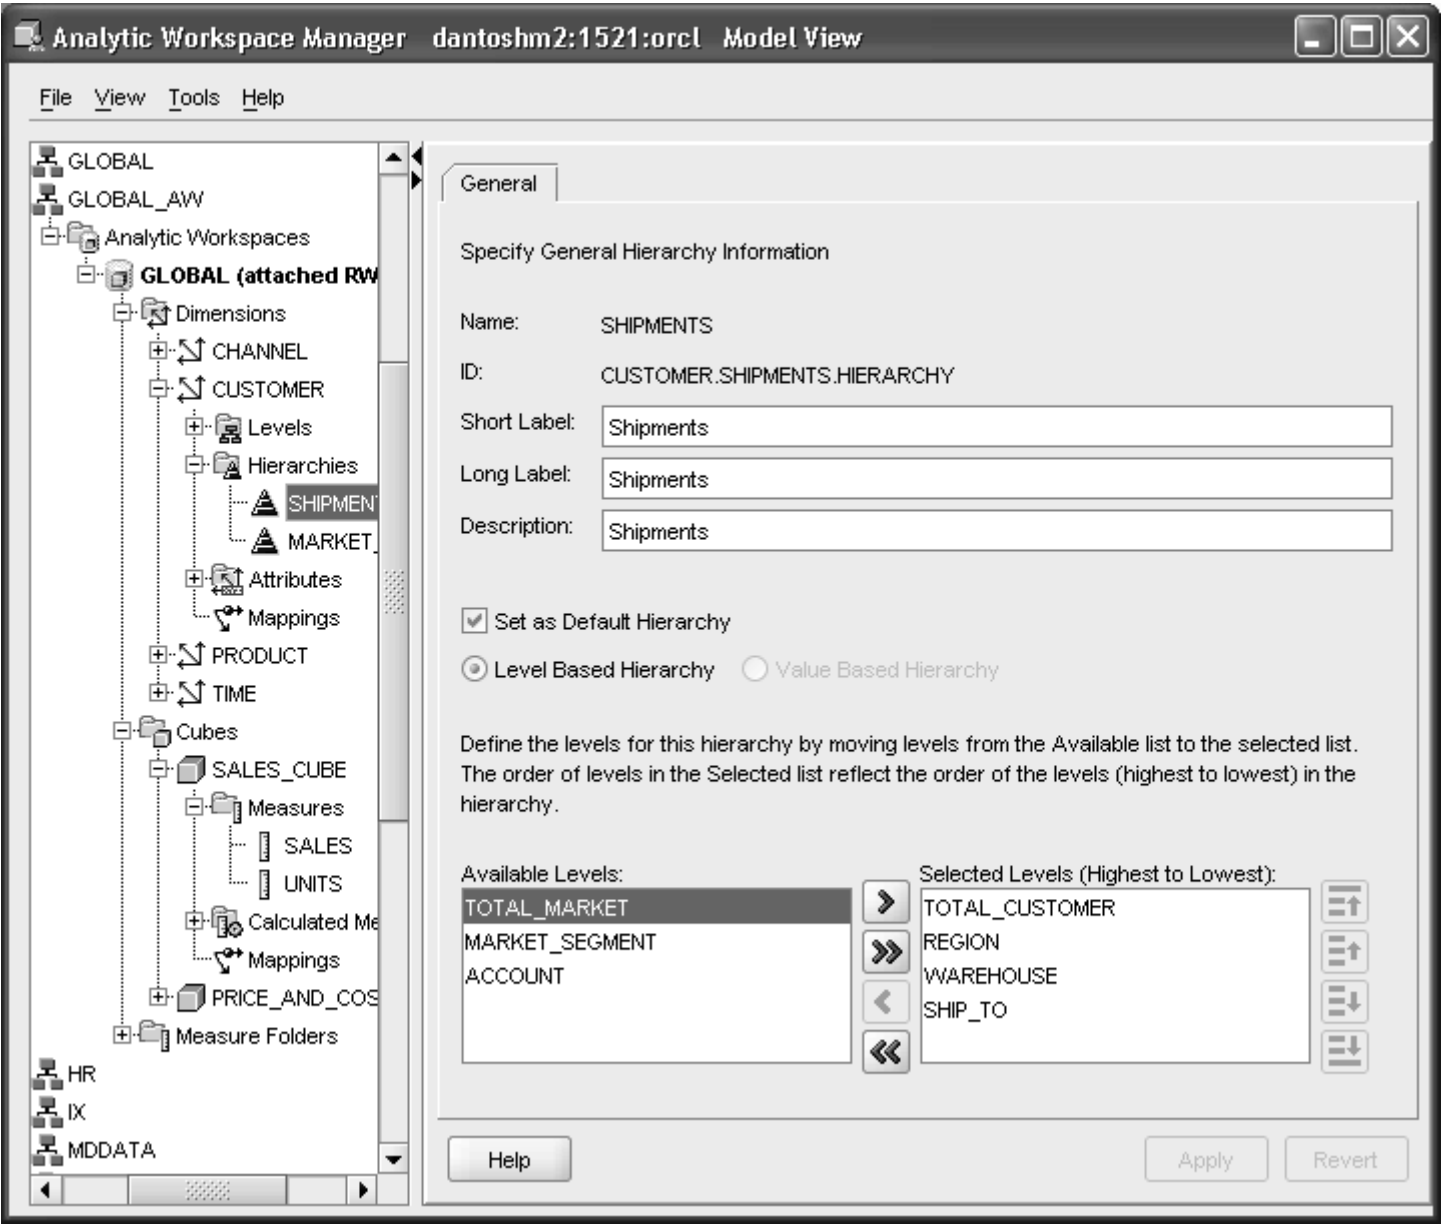 Analytic Workspace Manager dantoshm2:1521:orcl Model View
File View Tools Help
GLOBAL
GLOBAL_AW
Analytic Workspaces
GLOBAL (attached RW
Dimensions
CHANNEL
CUSTOMER
Levels
Hierarchies
SHIPMENT
MARKET_
Attributes
Mappings
PRODUCT
TIME
Cubes
SALES_CUBE
Measures
SALES
UNITS
Calculated Me
Mappings
PRICE_AND_COS
Measure Folders
HR
IX
MDDATA
General
Specify General Hierarchy Information
Name: SHIPMENTS
ID: CUSTOMER.SHIPMENTS.HIERARCHY
Short Label: Shipments
Long Label: Shipments
Description: Shipments
Set as Default Hierarchy
Level Based Hierarchy Value Based Hierarchy
Define the levels for this hierarchy by moving levels from the Available list to the selected list.
The order of levels in the Selected list reflect the order of the levels (highest to lowest) in the
hierarchy.
Available Levels:
TOTAL_MARKET
MARKET_SEGMENT
ACCOUNT
Selected Levels (Highest to Lowest):
TOTAL_CUSTOMER
REGION
WAREHOUSE
SHIP_TO
Help Apply Revert